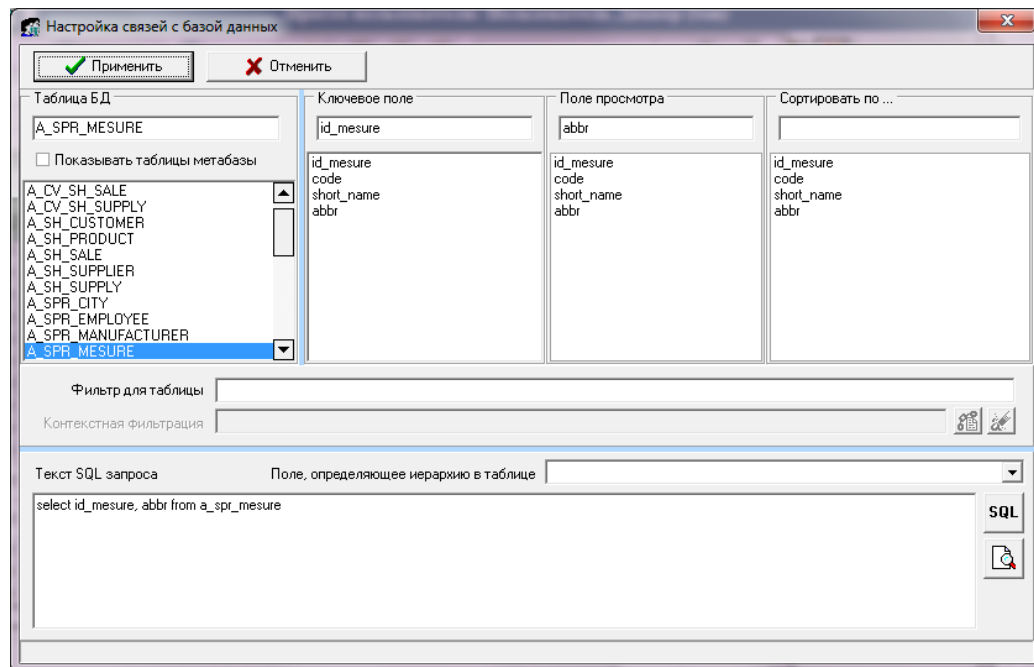 Настройка связей с базой данных
Применить
Отменить
Таблица БД
A_SPR_MESURE
Показывать таблицы метабазы
A_CV_SH_SALE
A_CV_SH_SUPPLY
A_SH_CUSTOMER
A_SH_PRODUCT
A_SH_SALE
A_SH_SUPPLIER
A_SH_SUPPLY
A_SPR_CITY
A_SPR_EMPLOYEE
A_SPR_MANUFACTURER
A_SPR_MESURE
Ключевое поле
id_mesure
id_mesure
code
short_name
abbr
Поле просмотра
abbr
id_mesure
code
short_name
abbr
Сортировать по ...
id_mesure
code
short_name
abbr
Фильтр для таблицы
Контекстная фильтрация
Текст SQL запроса
Поле, определяющее иерархию в таблице
select id_mesure, abbr from a_spr_mesure
SQL